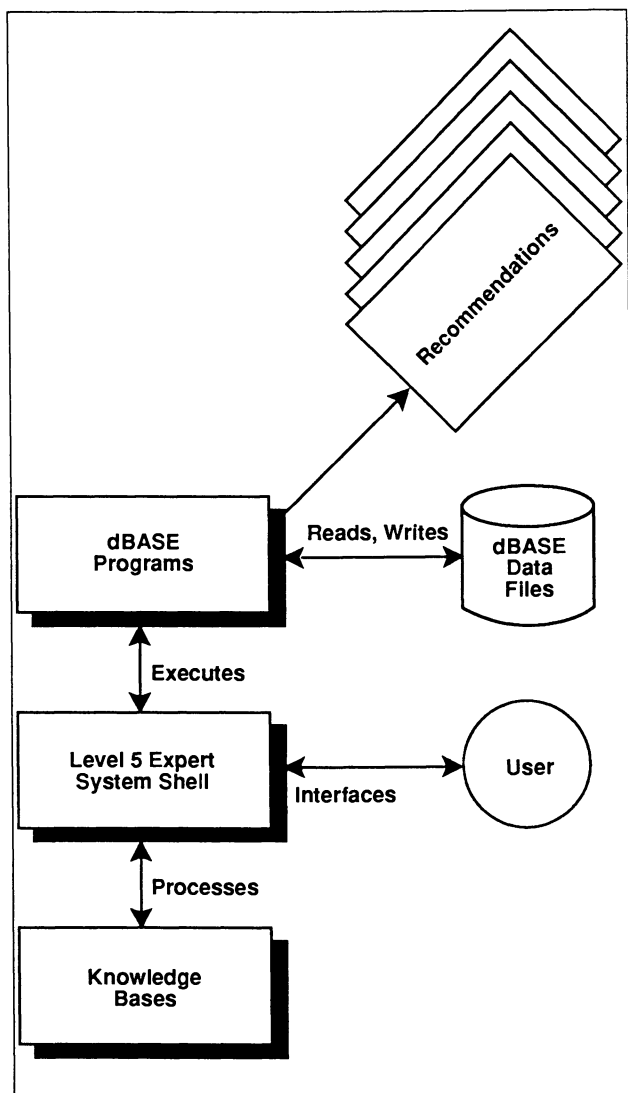 Recommendations
dBASE
Programs
Reads, Writes
dBASE
Data
Files
Executes
Level 5 Expert
System Shell
Interfaces
User
Processes
Knowledge
Bases